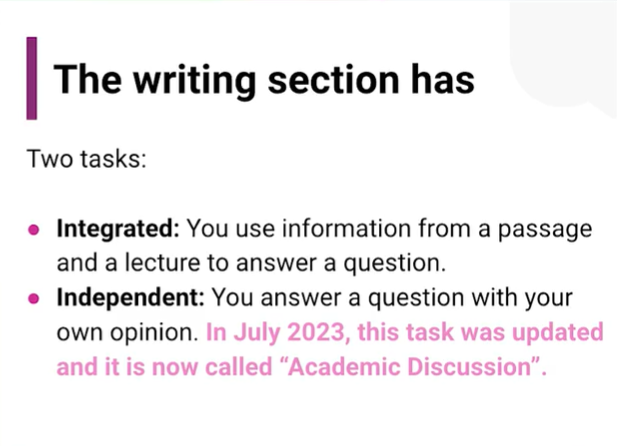 The writing section has
Two tasks:
Integrated: You use information from a passage
and a lecture to answer a question.
Independent: You answer a question with your
own opinion. In July 2023, this task was updated
and it is now called “Academic Discussion”.